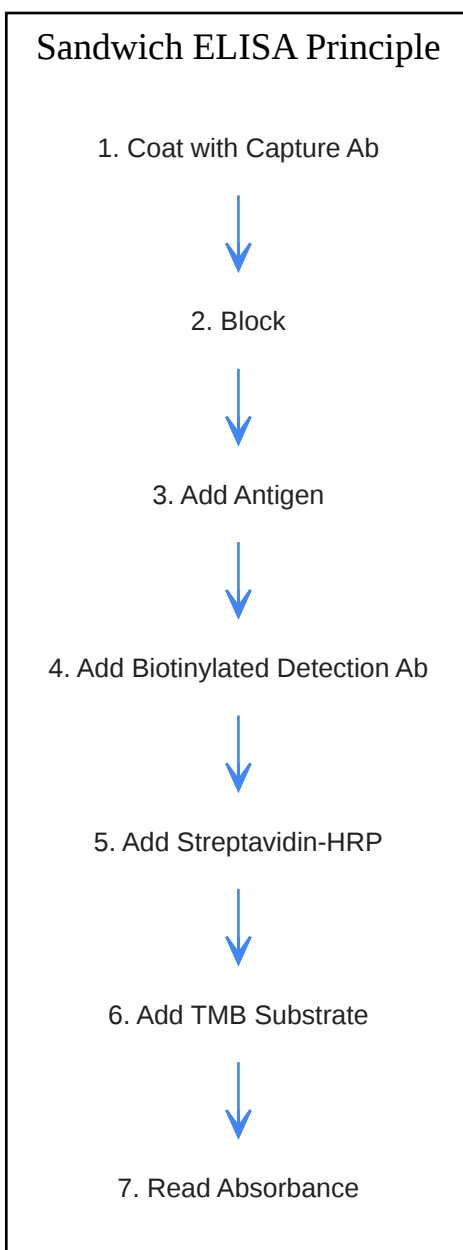 Sandwich ELISA Principle
1. Coat with Capture Ab
2. Block
3. Add Antigen
4. Add Biotinylated Detection Ab
5. Add Streptavidin-HRP
6. Add TMB Substrate
7. Read Absorbance